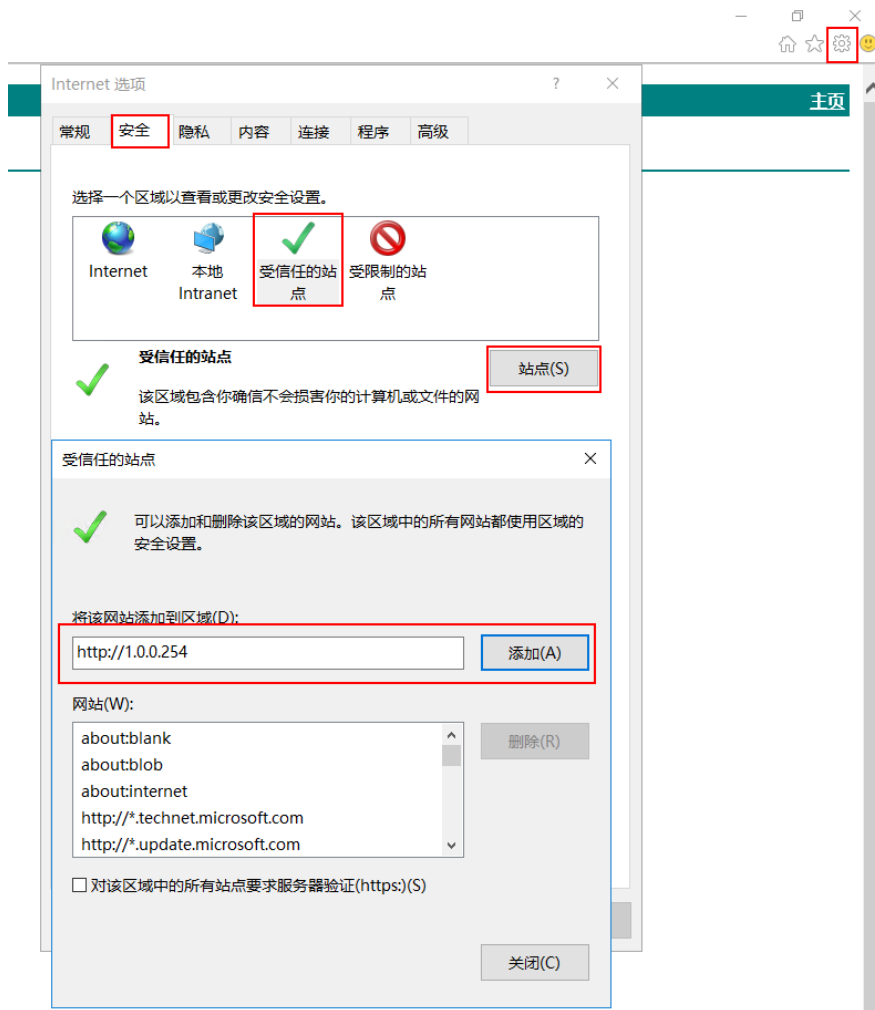 Internet 选项
主页
常规 安全 隐私 内容 连接 程序 高级
选择一个区域以查看或更改安全设置。
Internet
本地
Intranet
受信任的站
点
受限制的站
点
受信任的站点
站点(S)
该区域包含你确信不会损害你的计算机或文件的网
站。
受信任的站点
可以添加和删除该区域的网站。该区域中的所有网站都使用区域的
安全设置。
将该网站添加到区域(D):
http://1.0.0.254
添加(A)
网站(W):
about:blank
about:blob
about:internet
http://*.technet.microsoft.com
http://*.update.microsoft.com
删除(R)
对该区域中的所有站点要求服务器验证(https:)(S)
关闭(C)